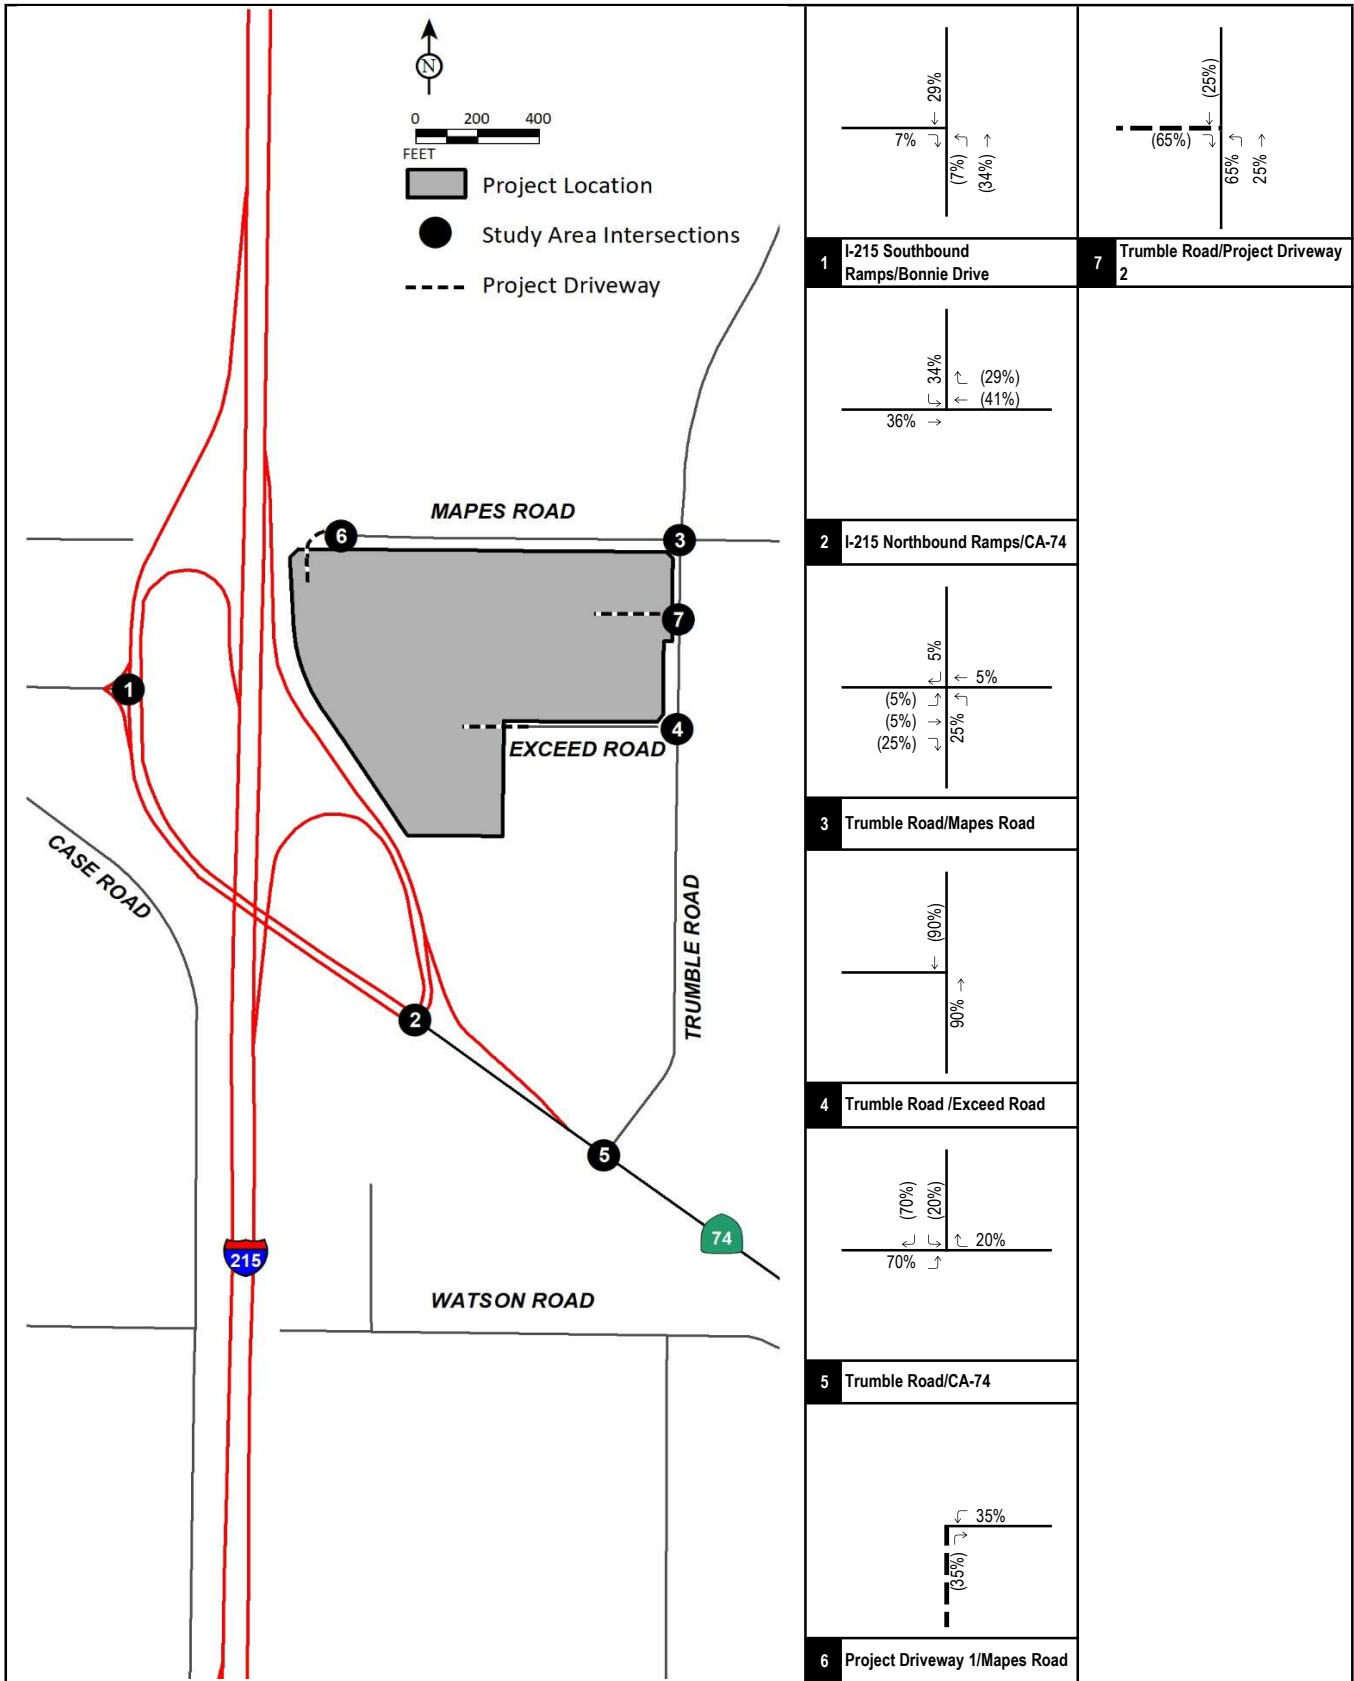 N
0 200 400
FEET
Project Location
Study Area Intersections
Project Driveway
MAPES ROAD
6
3
7
1
4
EXCEED ROAD
CASE ROAD
TRUMBLE ROAD
2
5
74
215
WATSON ROAD
29%
7%
(7%)
(34%)
1 I-215 Southbound
Ramps/Bonnie Drive
(25%)
(65%)
65%
25%
7 Trumble Road/Project Driveway
2
34%
(29%)
(41%)
36%
2 I-215 Northbound Ramps/CA-74
5%
5%
(5%)
(5%)
(25%)
25%
3 Trumble Road/Mapes Road
(90%)
90%
4 Trumble Road /Exceed Road
(70%)
(20%)
20%
70%
5 Trumble Road/CA-74
35%
(35%)
6 Project Driveway 1/Mapes Road